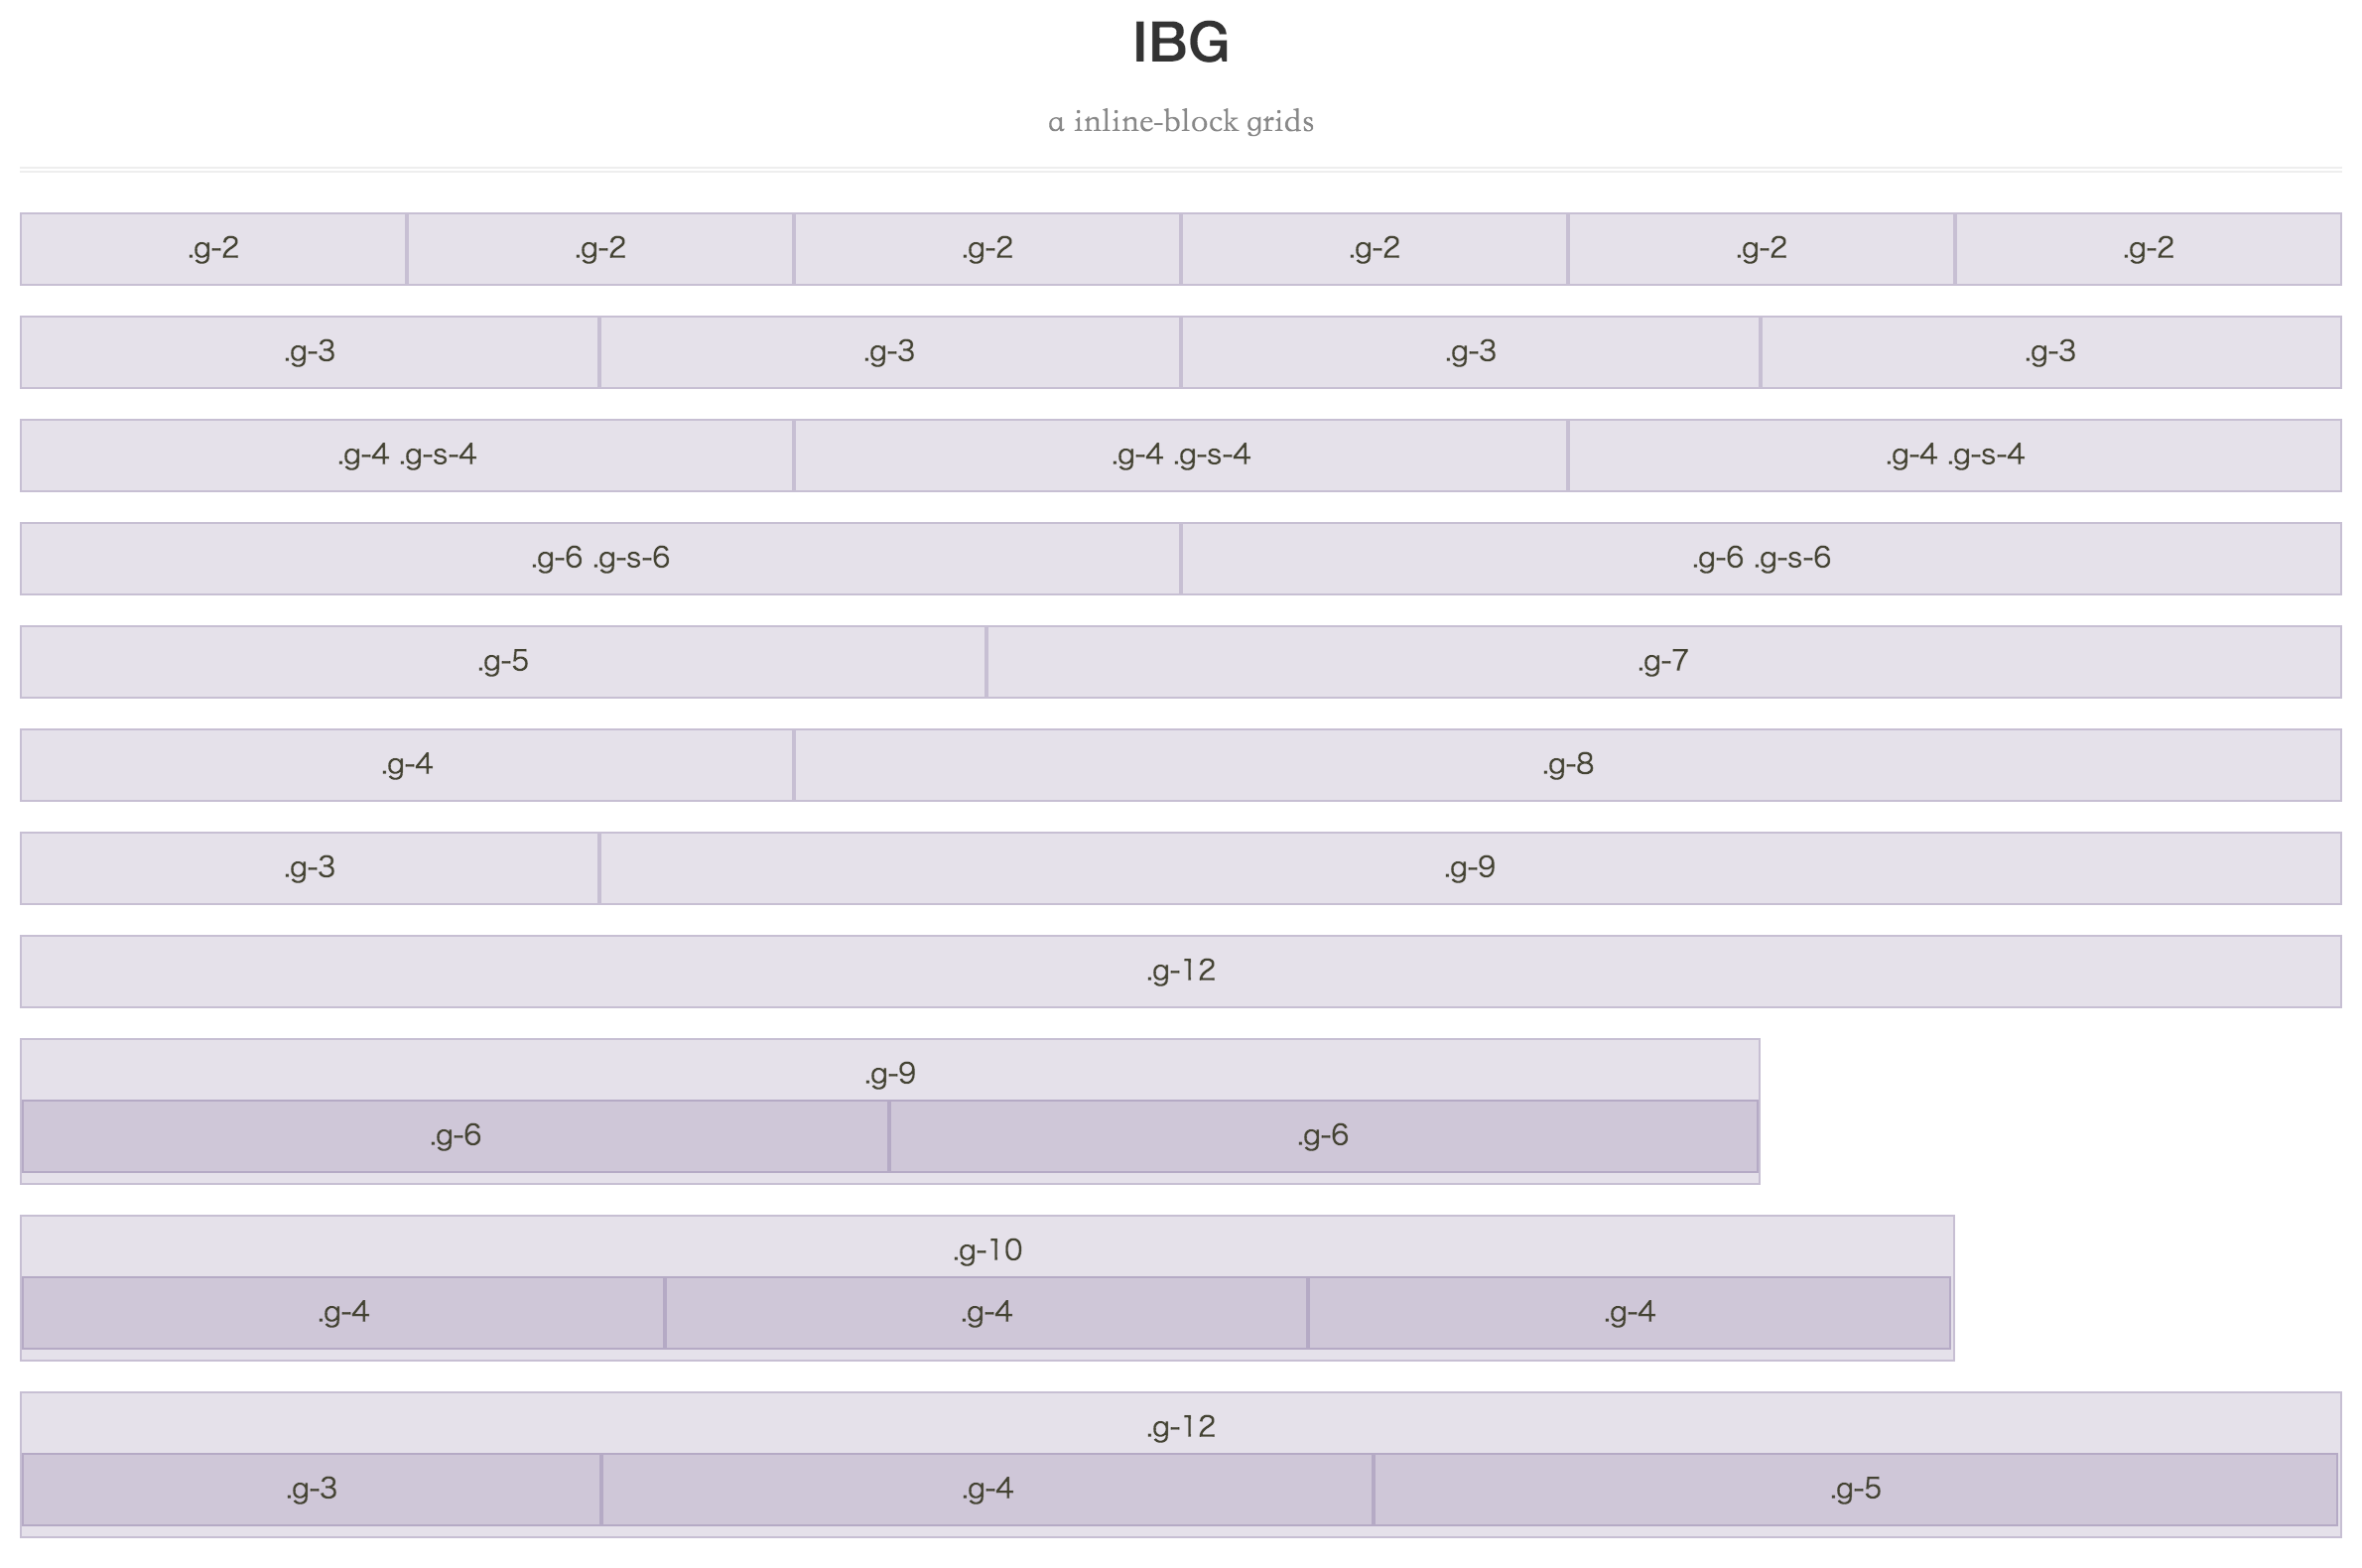 IBG
a inline-block grids
.g-2 .g-2 .g-2 .g-2 .g-2 .g-2
.g-3 .g-3 .g-3 .g-3
.g-4 .g-s-4 .g-4 .g-s-4 .g-4 .g-s-4
.g-6 .g-s-6 .g-6 .g-s-6
.g-5 .g-7
.g-4 .g-8
.g-3 .g-9
.g-12
.g-9
.g-6 .g-6
.g-10
.g-4 .g-4 .g-4
.g-12
.g-3 .g-4 .g-5